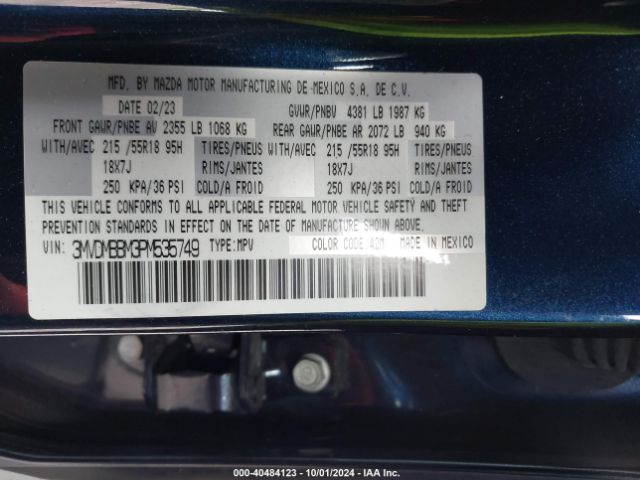 MFD. BY MAZDA MOTOR MANUFACTURING DE MEXICO S.A. DE C.V.
DATE 02/23 GVWR/PNBV 4381 LB 1987 KG
FRONT GAWR/PNBE AV 2355 LB 1068 KG REAR GAWR/PNBE AR 2072 LB 940 KG
WITH/AVEC 215 /55R18 95H TIRES/PNEUS WITH/AVEC 215 /55R18 95H TIRES/PNEUS
18X7J RIMS/JANTES 18X7J RIMS/JANTES
250 KPA/36 PSI COLD/A FROID 250 KPA/36 PSI COLD/A FROID
THIS VEHICLE CONFORMS TO ALL APPLICABLE FEDERAL MOTOR VEHICLE SAFETY AND THEFT
PREVENTION STANDARDS IN EFFECT ON THE DATE OF MANUFACTURE SHOWN ABOVE.
VIN: 3MVDMBBM3PM535749 TYPE:MPV COLOR CODE:42M MADE IN MEXICO
00-40484123 - 10/01/2024 - IAA Inc.